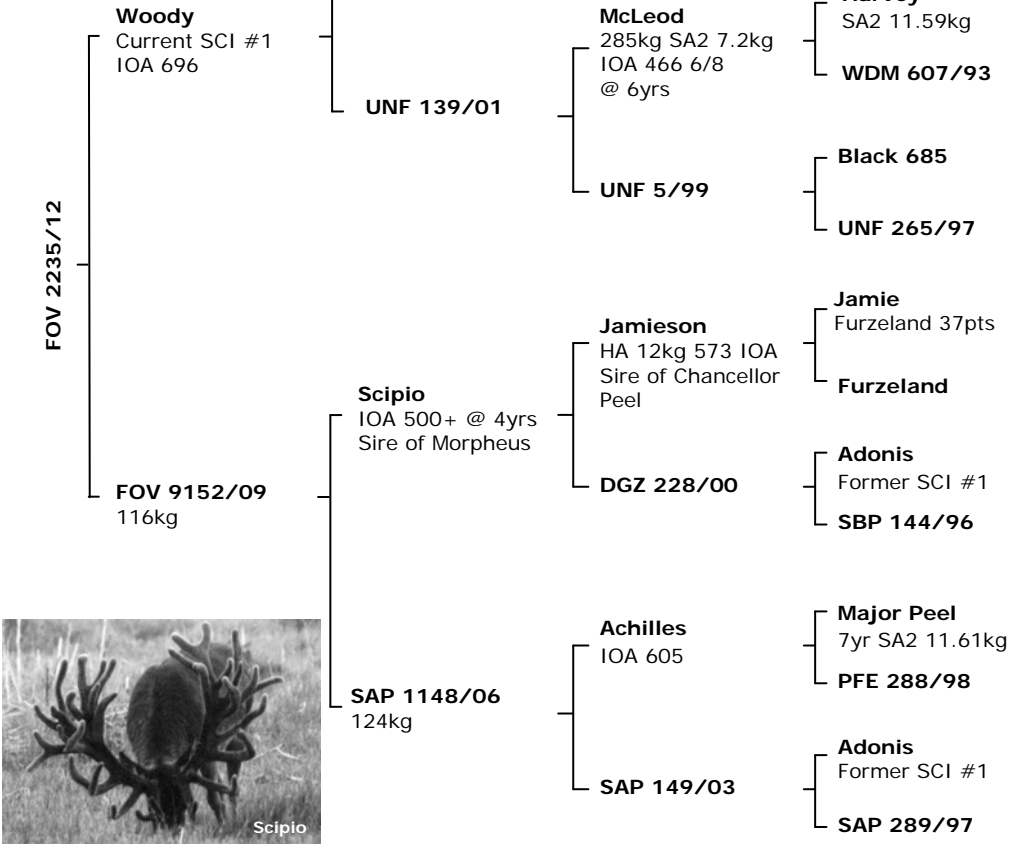 Woody
Current SCI #1
IOA 696
UNF 139/01
McLeod
285kg SA2 7.2kg
IOA 466 6/8
@ 6yrs
SA2 11.59kg
WDM 607/93
UNF 5/99
Black 685
UNF 265/97
FOV 2235/12
FOV 9152/09
116kg
Scipio
IOA 500+ @ 4yrs
Sire of Morpheus
Jamieson
HA 12kg 573 IOA
Sire of Chancellor
Peel
Jamie
Furzeland 37pts
Furzeland
DGZ 228/00
Adonis
Former SCI #1
SBP 144/96
SAP 1148/06
124kg
Achilles
IOA 605
Major Peel
7yr SA2 11.61kg
PFE 288/98
SAP 149/03
Adonis
Former SCI #1
SAP 289/97
Scipio